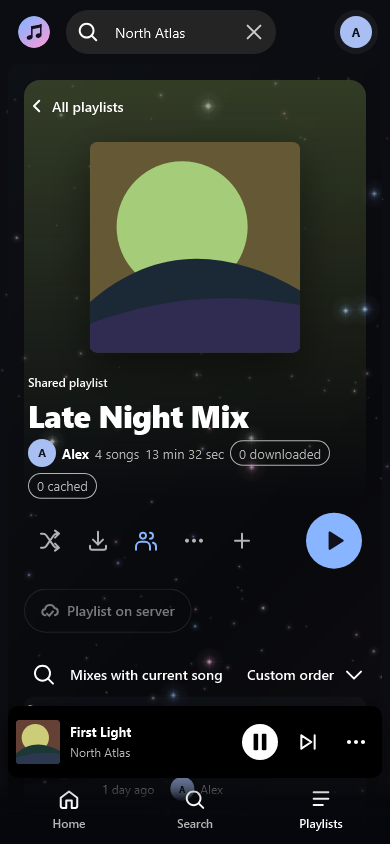 North Atlas
A
All playlists
Shared playlist
Late Night Mix
A Alex 4 songs 13 min 32 sec 0 downloaded
0 cached
Playlist on server
Mixes with current song Custom order
First Light
North Atlas
1 day ago A Alex
Home Search Playlists